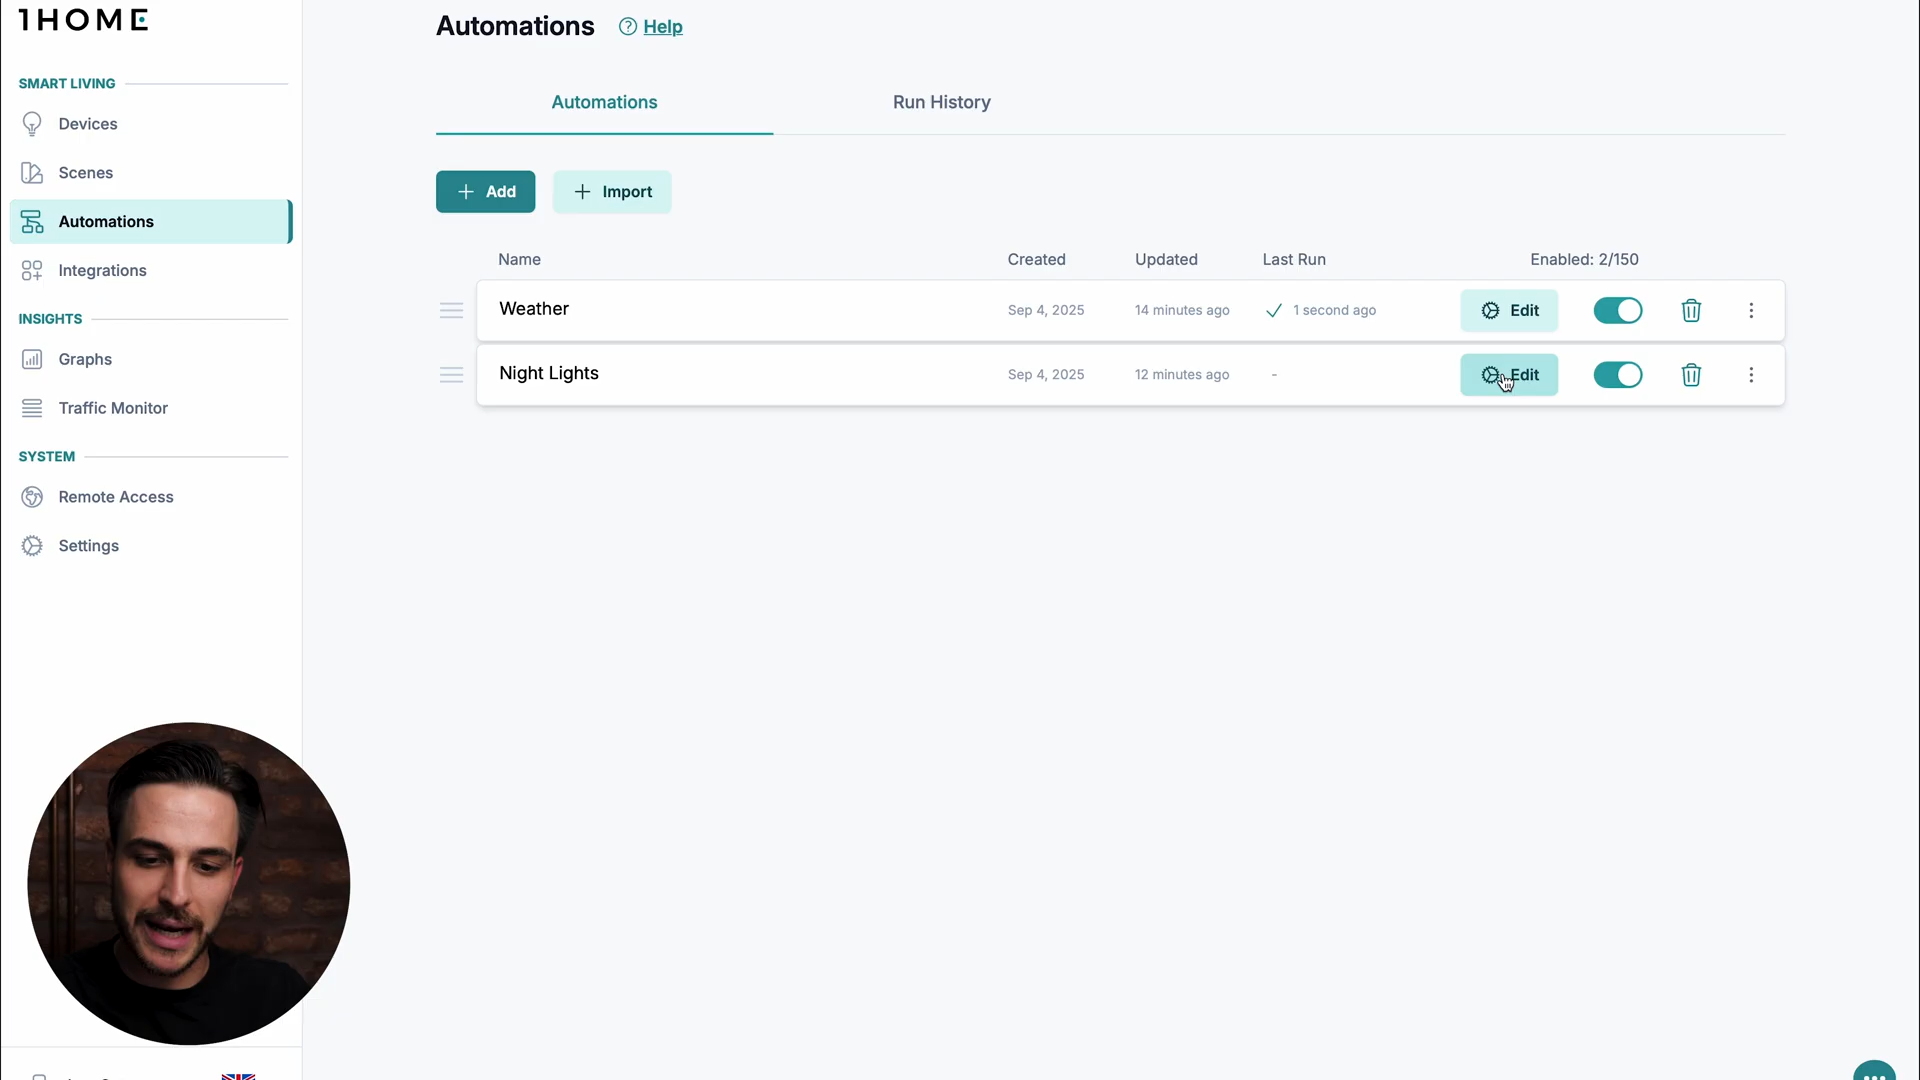 1HOME
Automations
Help
SMART LIVING
Devices
Scenes
Automations
Integrations
INSIGHTS
Graphs
Traffic Monitor
SYSTEM
Remote Access
Settings
Automations
Run History
Add
Import
Name
Created
Updated
Last Run
Enabled: 2/150
Weather
Sep 4, 2025
14 minutes ago
1 second ago
Edit
Night Lights
Sep 4, 2025
12 minutes ago
-
Edit